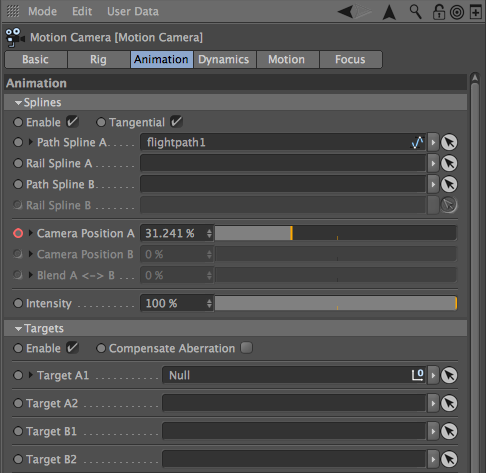 Mode Edit User Data
Motion Camera [Motion Camera]
Basic Rig Animation Dynamics Motion Focus
Animation
Splines
Enable Tangential
Path Spline A flightpath1
Rail Spline A
Path Spline B
Rail Spline B
Camera Position A 31.241 %
Camera Position B 0 %
Blend A <-> B 0 %
Intensity 100 %
Targets
Enable Compensate Aberration
Target A1 Null
Target A2
Target B1
Target B2